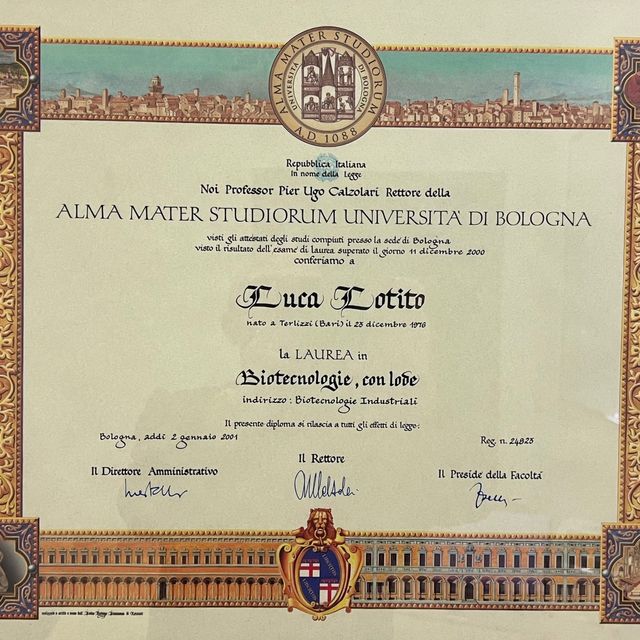 ALMA MATER STUDIORUM
UNIVERSITÀ DI BOLOGNA
A.D. 1088
Repubblica Italiana
In nome della Legge
Noi Professor Pier Ugo Calzolari Rettore della
ALMA MATER STUDIORUM UNIVERSITA' DI BOLOGNA
visti gli attestati degli studi compiuti presso la sede di Bologna
visto il risultato dell'esame di laurea superato il giorno 11 dicembre 2000
conferiamo a
Luca Lotito
nato a Terlizzi (Bari) il 23 dicembre 1976
la LAUREA in
Biotecnologie, con lode
indirizzo: Biotecnologie Industriali
Il presente diploma si rilascia a tutti gli effetti di legge:
Bologna, addì 2 gennaio 2001
Reg. n. 24825
Il Rettore
Il Direttore Amministrativo
Il Preside della Facoltà